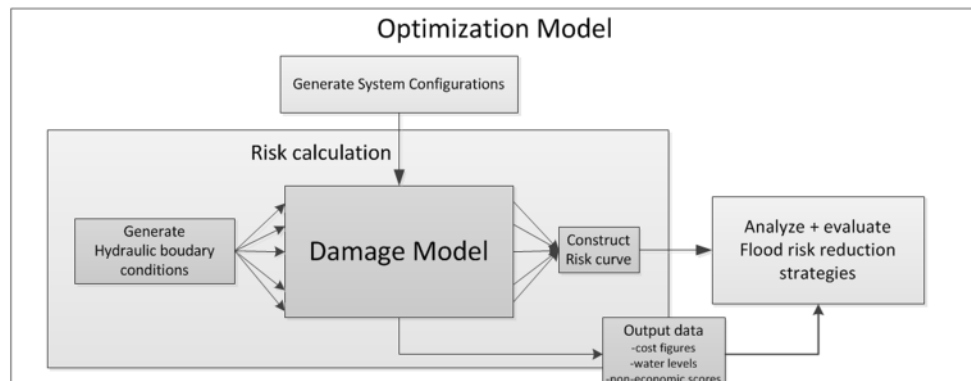 Optimization Model
Generate System Configurations
Risk calculation
Generate
Hydraulic boudary
conditions
Damage Model
Construct
Risk curve
Analyze + evaluate
Flood risk reduction
strategies
Output data
-cost figures
-water levels
-non-economic scores